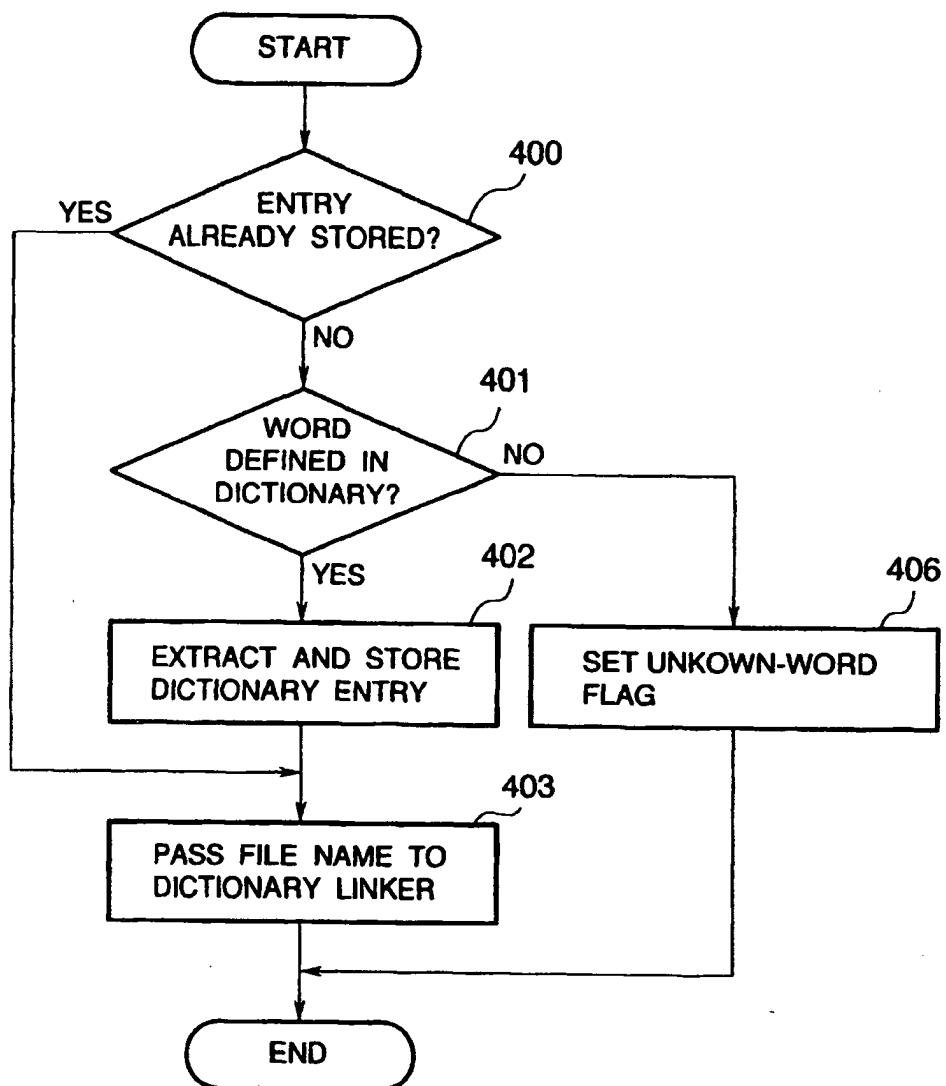 START
400
ENTRY
ALREADY STORED?
YES
NO
401
WORD
DEFINED IN
DICTIONARY?
NO
YES
402
EXTRACT AND STORE
DICTIONARY ENTRY
406
SET UNKOWN-WORD
FLAG
403
PASS FILE NAME TO
DICTIONARY LINKER
END